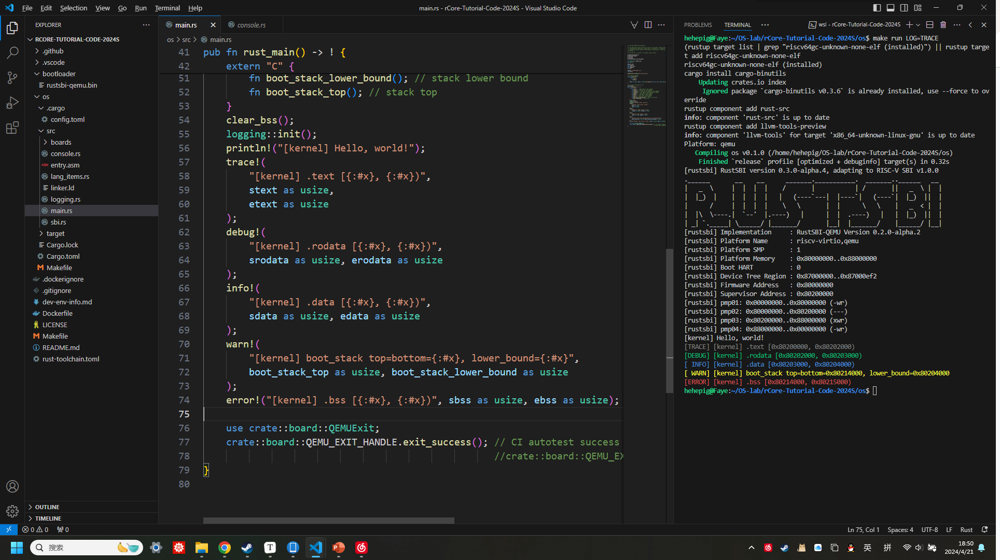 File Edit Selection View Go Run Terminal Help
main.rs - rCore-Tutorial-Code-2024S - Visual Studio Code
EXPLORER
RCORE-TUTORIAL-CODE-2024S
.github
.vscode
bootloader
rustsbi-qemu.bin
os
.cargo
config.toml
src
boards
console.rs
ASM entry.asm
lang_items.rs
linker.ld
logging.rs
main.rs
sbi.rs
target
Cargo.lock
Cargo.toml
Makefile
.dockerignore
.gitignore
dev-env-info.md
Dockerfile
LICENSE
Makefile
README.md
rust-toolchain.toml
OUTLINE
TIMELINE
main.rs console.rs
os > src > main.rs
41 pub fn rust_main() -> ! {
42     extern "C" {
51         fn boot_stack_lower_bound(); // stack lower bound
52         fn boot_stack_top(); // stack top
53     }
54     clear_bss();
55     logging::init();
56     println!("[kernel] Hello, world!");
57     trace!(
58         "[kernel] .text [{:#x}, {:#x})",
59         stext as usize,
60         etext as usize
61     );
62     debug!(
63         "[kernel] .rodata [{:#x}, {:#x})",
64         srodata as usize, erodata as usize
65     );
66     info!(
67         "[kernel] .data [{:#x}, {:#x})",
68         sdata as usize, edata as usize
69     );
70     warn!(
71         "[kernel] boot_stack top=bottom={:#x}, lower_bound={:#x}",
72         boot_stack_top as usize, boot_stack_lower_bound as usize
73     );
74     error!("[kernel] .bss [{:#x}, {:#x})", sbss as usize, ebss as usize);
75
76     use crate::board::QEMUExit;
77     crate::board::QEMU_EXIT_HANDLE.exit_success(); // CI autotest success
78                                                    //crate::board::QEMU_EX
79 }
80
PROBLEMS TERMINAL
wsl - rCore-Tutorial-Code-2024S
hehepig@Faye:~/OS-lab/rCore-Tutorial-Code-2024S/os$ make run LOG=TRACE
(rustup target list | grep "riscv64gc-unknown-none-elf (installed)") || rustup targe
t add riscv64gc-unknown-none-elf
riscv64gc-unknown-none-elf (installed)
cargo install cargo-binutils
    Updating crates.io index
     Ignored package `cargo-binutils v0.3.6` is already installed, use --force to ov
erride
rustup component add rust-src
info: component 'rust-src' is up to date
rustup component add llvm-tools-preview
info: component 'llvm-tools' for target 'x86_64-unknown-linux-gnu' is up to date
Platform: qemu
   Compiling os v0.1.0 (/home/hehepig/OS-lab/rCore-Tutorial-Code-2024S/os)
    Finished `release` profile [optimized + debuginfo] target(s) in 0.32s
[rustsbi] RustSBI version 0.3.0-alpha.4, adapting to RISC-V SBI v1.0.0
RUSTSBI
[rustsbi] Implementation     : RustSBI-QEMU Version 0.2.0-alpha.2
[rustsbi] Platform Name      : riscv-virtio,qemu
[rustsbi] Platform SMP       : 1
[rustsbi] Platform Memory    : 0x80000000..0x88000000
[rustsbi] Boot HART          : 0
[rustsbi] Device Tree Region : 0x87000000..0x87000ef2
[rustsbi] Firmware Address   : 0x80000000
[rustsbi] Supervisor Address : 0x80200000
[rustsbi] pmp01: 0x00000000..0x80000000 (-wr)
[rustsbi] pmp02: 0x80000000..0x80200000 (---)
[rustsbi] pmp03: 0x80200000..0x88000000 (xwr)
[rustsbi] pmp04: 0x88000000..0x00000000 (-wr)
[kernel] Hello, world!
[TRACE] [kernel] .text [0x80200000, 0x80202000)
[DEBUG] [kernel] .rodata [0x80202000, 0x80203000)
[ INFO] [kernel] .data [0x80203000, 0x80204000)
[ WARN] [kernel] boot_stack top=bottom=0x80214000, lower_bound=0x80204000
[ERROR] [kernel] .bss [0x80214000, 0x80215000)
hehepig@Faye:~/OS-lab/rCore-Tutorial-Code-2024S/os$
0 0 0
Ln 75, Col 1 Spaces: 4 UTF-8 LF Rust
搜索
英 拼
18:50
2024/4/21